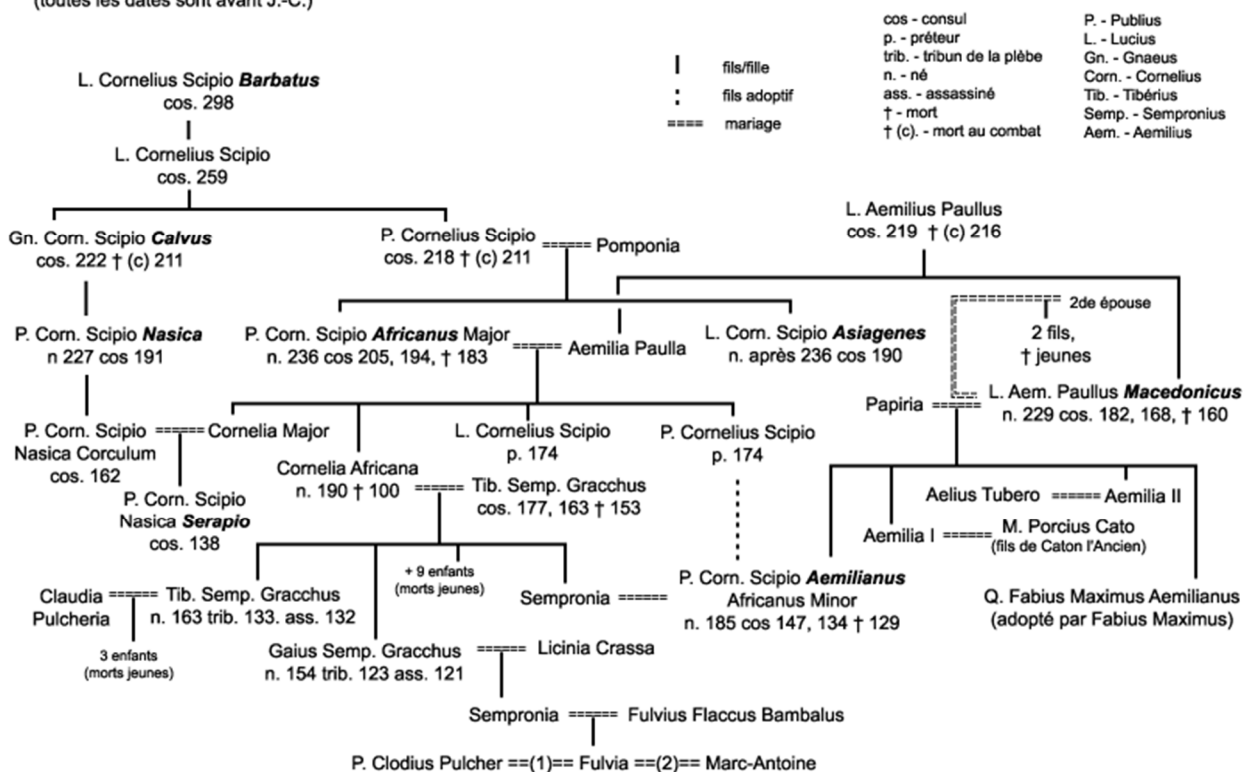 (toutes les dates sont avant J.-C.)
cos - consul
p. - préteur
trib. - tribun de la plèbe
n. - né
ass. - assassiné
† - mort
† (c). - mort au combat
P. - Publius
L. - Lucius
Gn. - Gnaeus
Corn. - Cornelius
Tib. - Tibérius
Semp. - Sempronius
Aem. - Aemilius
fils/fille
fils adoptif
==== mariage
L. Cornelius Scipio Barbatus
cos. 298
L. Cornelius Scipio
cos. 259
Gn. Corn. Scipio Calvus
cos. 222 † (c) 211
P. Cornelius Scipio ====== Pomponia
cos. 218 † (c) 211
L. Aemilius Paullus
cos. 219 † (c) 216
P. Corn. Scipio Nasica
n 227 cos 191
P. Corn. Scipio Africanus Major ====== Aemilia Paulla
n. 236 cos 205, 194, † 183
L. Corn. Scipio Asiagenes
n. après 236 cos 190
2de épouse
2 fils,
† jeunes
Papiria ====== L. Aem. Paullus Macedonicus
n. 229 cos. 182, 168, † 160
P. Corn. Scipio ====== Cornelia Major
Nasica Corculum
cos. 162
P. Corn. Scipio
Nasica Serapio
cos. 138
Cornelia Africana
n. 190 † 100 ====== Tib. Semp. Gracchus
cos. 177, 163 † 153
L. Cornelius Scipio
p. 174
P. Cornelius Scipio
p. 174
Aelius Tubero ====== Aemilia II
Aemilia I ====== M. Porcius Cato
(fils de Caton l'Ancien)
+ 9 enfants
(morts jeunes)
Claudia ====== Tib. Semp. Gracchus
Pulcheria n. 163 trib. 133. ass. 132
3 enfants
(morts jeunes)
Sempronia ======
P. Corn. Scipio Aemilianus
Africanus Minor
n. 185 cos 147, 134 † 129
Q. Fabius Maximus Aemilianus
(adopté par Fabius Maximus)
Gaius Semp. Gracchus ====== Licinia Crassa
n. 154 trib. 123 ass. 121
Sempronia ====== Fulvius Flaccus Bambalus
P. Clodius Pulcher ==(1)== Fulvia ==(2)== Marc-Antoine